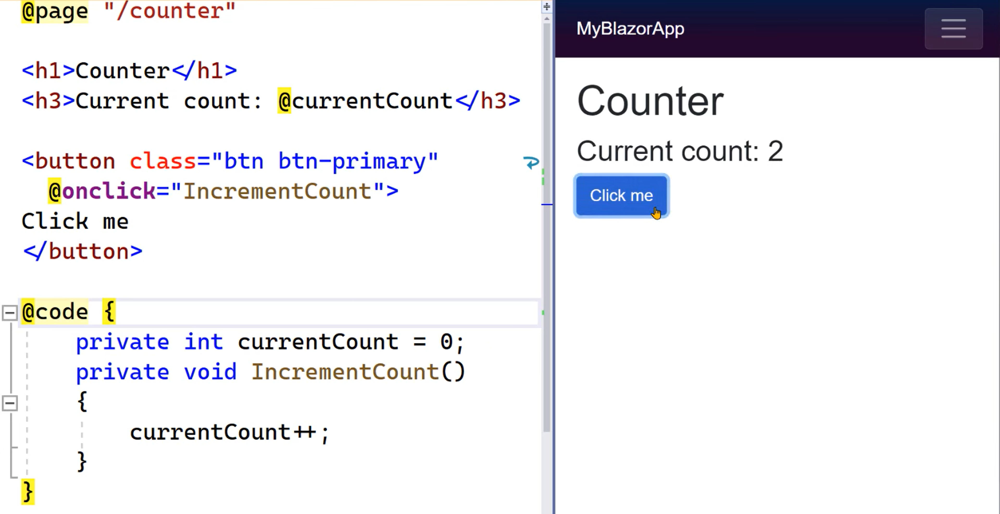 @page "/counter"
<h1>Counter</h1>
<h3>Current count: @currentCount</h3>
<button class="btn btn-primary"
@onclick="IncrementCount">
Click me
</button>
@code {
private int currentCount = 0;
private void IncrementCount()
{
currentCount++;
}
}
MyBlazorApp
Counter
Current count: 2
Click me